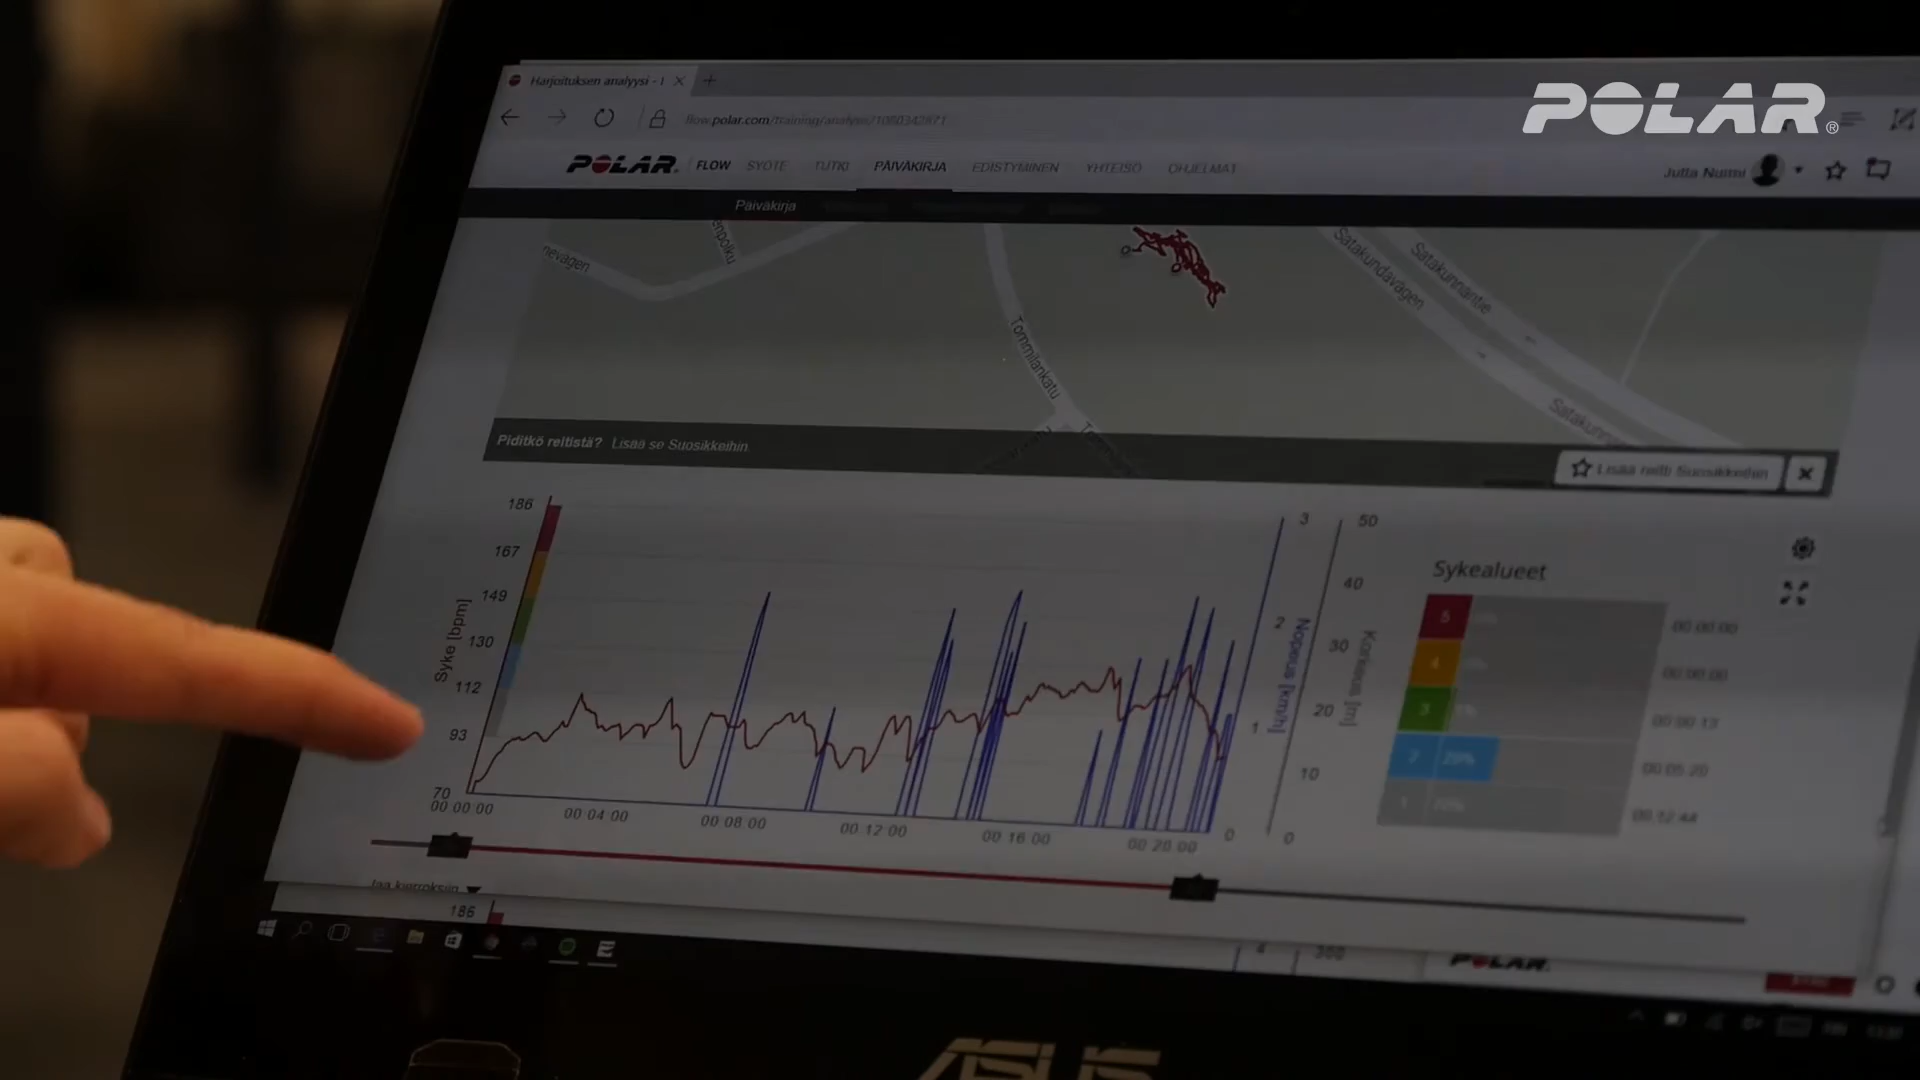 POLAR®
Harjoituksen analyysi - I
flow.polar.com/training/analysis/1080342871
POLAR. FLOW SYÖTE TUTKI PÄIVÄKIRJA EDISTYMINEN YHTEISÖ OHJELMAT
Jutta Nurmi
Päiväkirja
nevägen
enpolku
Tommilankatu
Satakundavägen
Satakunnantie
Piditkö reitistä? Lisää se Suosikkeihin.
Lisää reitti Suosikkeihin
Syke [bpm]
186
167
149
130
112
93
70
00:00:00 00:04:00 00:08:00 00:12:00 00:16:00 00:20:00
3
2
1
0
Nopeus [km/h]
50
40
30
20
10
0
Korkeus [m]
Sykealueet
5 00:00:00
4 00:00:00
3 00:00:13
2 00:05:20
1 00:12:44
186
POLAR.
ASUS